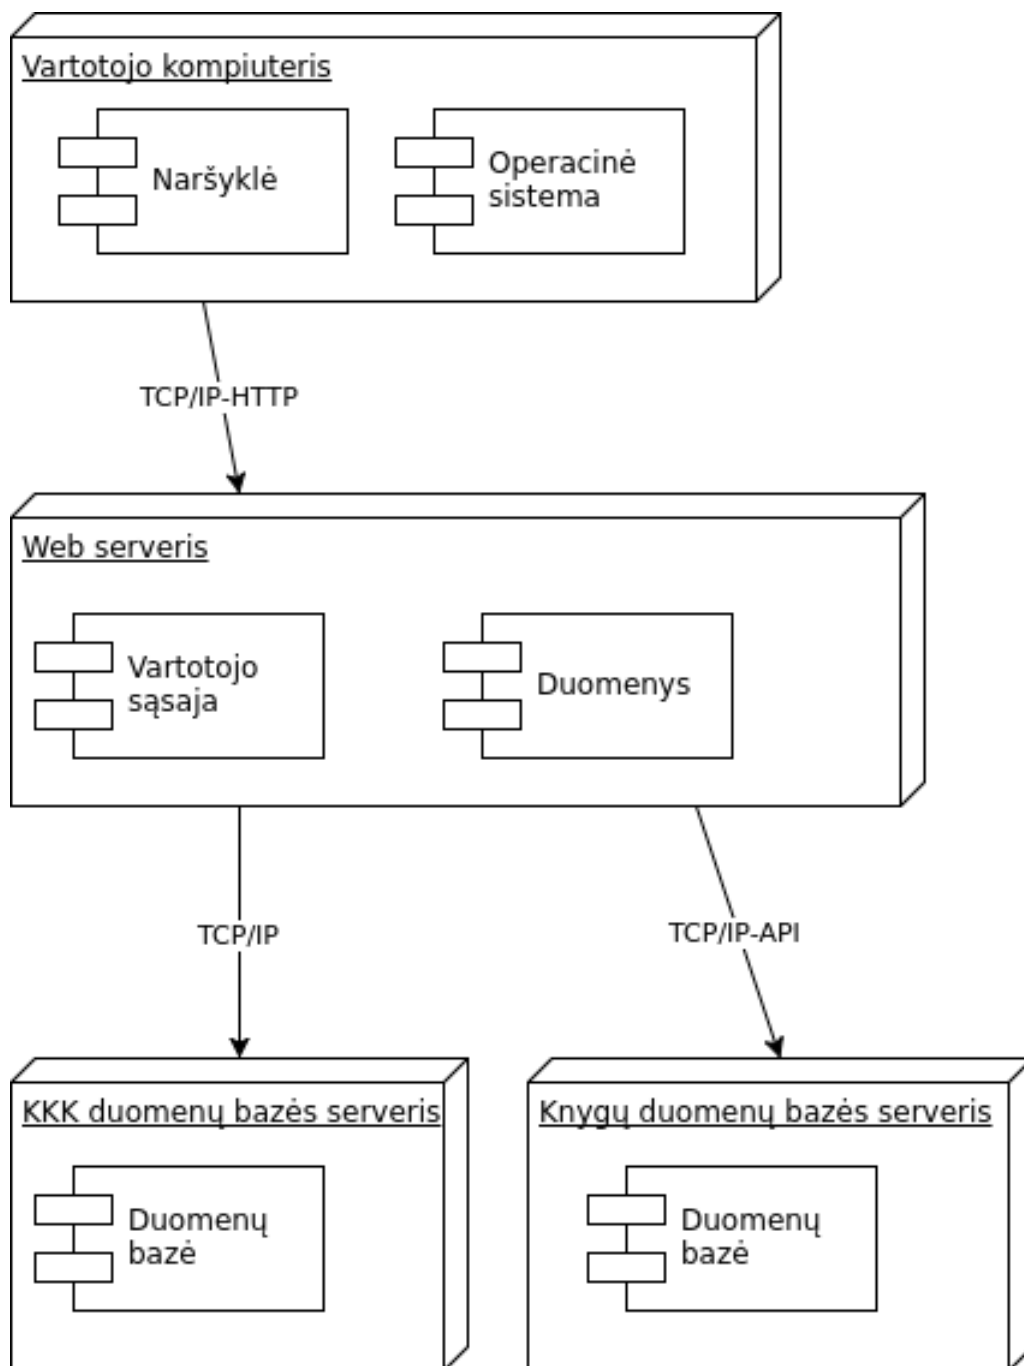 Vartotojo kompiuteris
Naršyklė
Operacinė
sistema
TCP/IP-HTTP
Web serveris
Vartotojo
sąsaja
Duomenys
TCP/IP
TCP/IP-API
KKK duomenų bazės serveris
Knygų duomenų bazės serveris
Duomenų
bazė
Duomenų
bazė